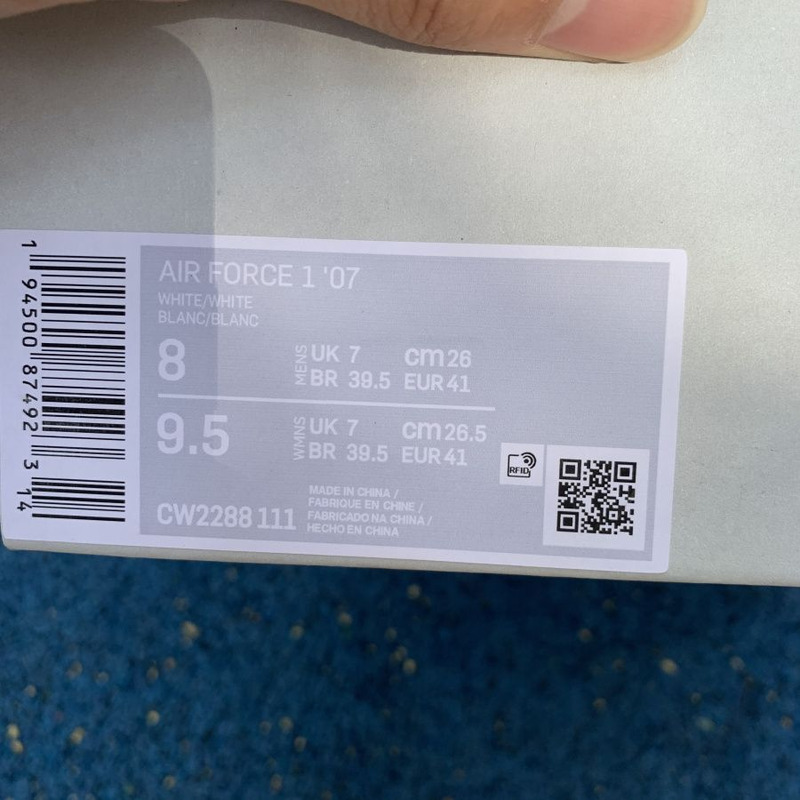 AIR FORCE 1 '07
WHITE/WHITE
BLANC/BLANC
8 MENS UK 7 cm 26
BR 39.5 EUR 41
9.5 WMNS UK 7 cm 26.5
BR 39.5 EUR 41
RFID
CW2288 111
MADE IN CHINA /
FABRIQUE EN CHINE /
FABRICADO NA CHINA /
HECHO EN CHINA
1 94500 87492 3 14